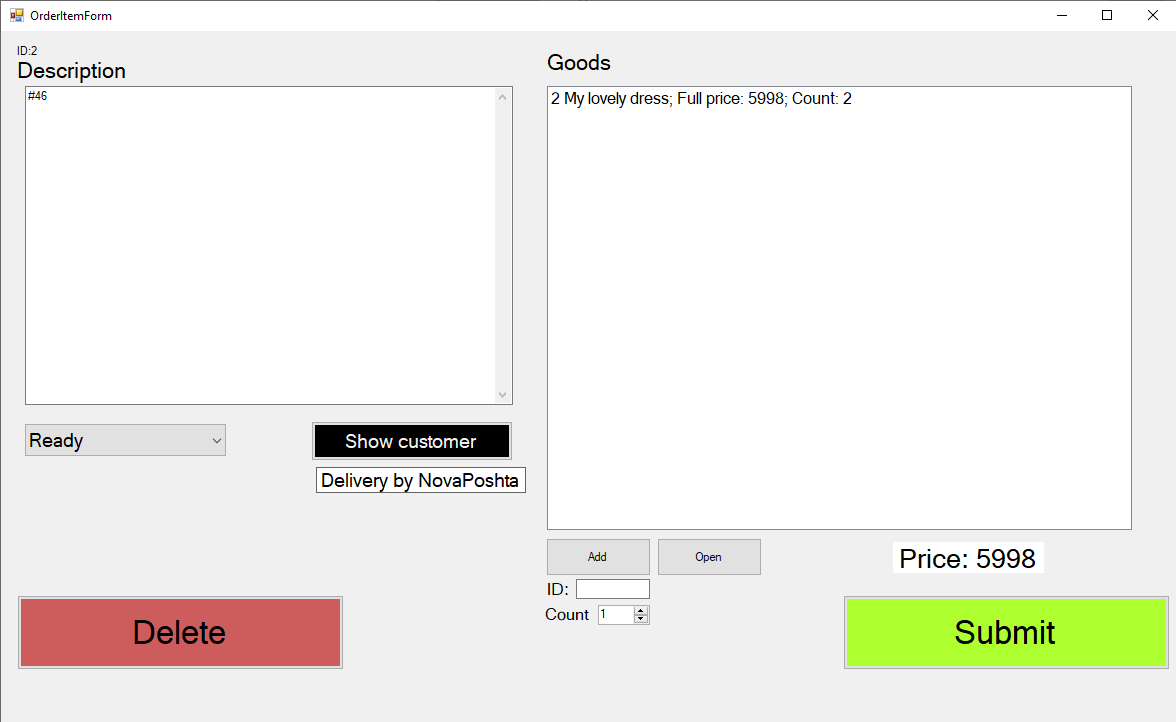 OrderItemForm
ID:2
Description
#46
Ready
Show customer
Delivery by NovaPoshta
Delete
Goods
2 My lovely dress; Full price: 5998; Count: 2
Add
Open
ID:
Count
1
Price: 5998
Submit